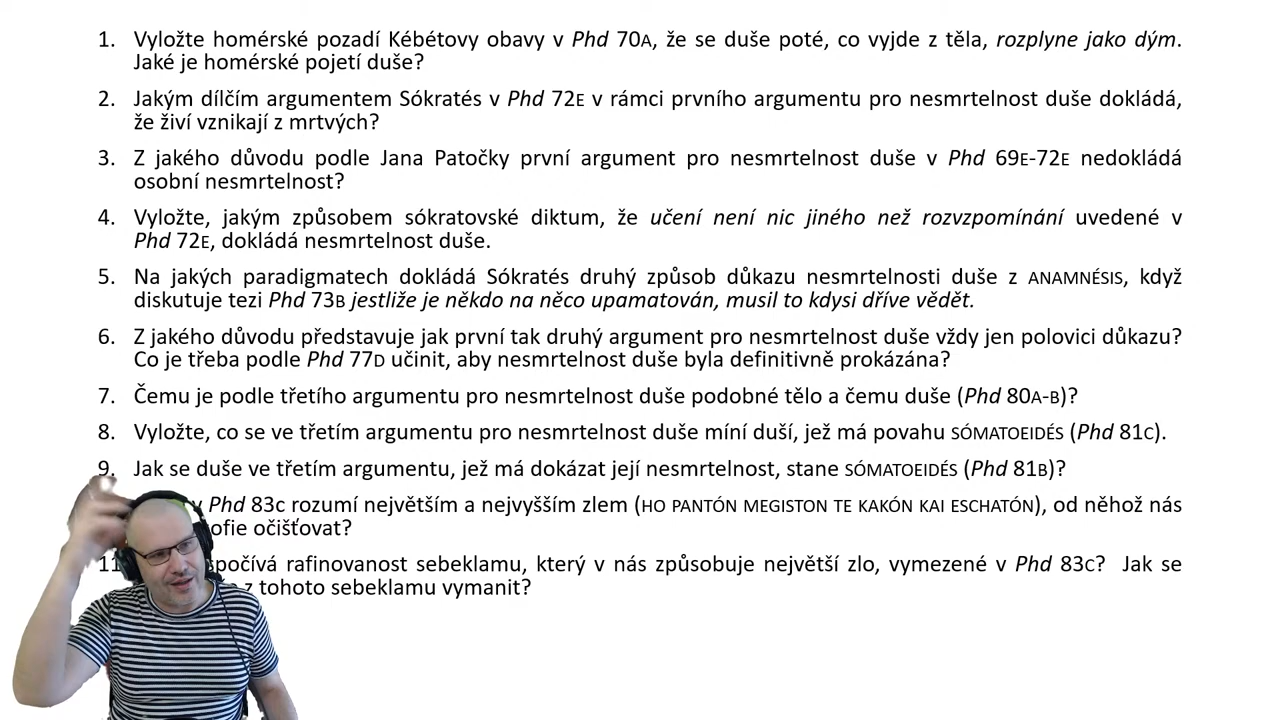 1. Vyložte homérské pozadí Kébétovy obavy v Phd 70A, že se duše poté, co vyjde z těla, rozplyne jako dým.
Jaké je homérské pojetí duše?
2. Jakým dílčím argumentem Sókratés v Phd 72E v rámci prvního argumentu pro nesmrtelnost duše dokládá,
že živí vznikají z mrtvých?
3. Z jakého důvodu podle Jana Patočky první argument pro nesmrtelnost duše v Phd 69E-72E nedokládá
osobní nesmrtelnost?
4. Vyložte, jakým způsobem sókratovské diktum, že učení není nic jiného než rozvzpomínání uvedené v
Phd 72E, dokládá nesmrtelnost duše.
5. Na jakých paradigmatech dokládá Sókratés druhý způsob důkazu nesmrtelnosti duše z ANAMNÉSIS, když
diskutuje tezi Phd 73B jestliže je někdo na něco upamatován, musil to kdysi dříve vědět.
6. Z jakého důvodu představuje jak první tak druhý argument pro nesmrtelnost duše vždy jen polovici důkazu?
Co je třeba podle Phd 77D učinit, aby nesmrtelnost duše byla definitivně prokázána?
7. Čemu je podle třetího argumentu pro nesmrtelnost duše podobné tělo a čemu duše (Phd 80A-B)?
8. Vyložte, co se ve třetím argumentu pro nesmrtelnost duše míní duší, jež má povahu SÓMATOEIDÉS (Phd 81C).
9. Jak se duše ve třetím argumentu, jež má dokázat její nesmrtelnost, stane SÓMATOEIDÉS (Phd 81B)?
v Phd 83c rozumí největším a nejvyšším zlem (HO PANTÓN MEGISTON TE KAKÓN KAI ESCHATÓN), od něhož nás
ofie očišťovat?
11 spočívá rafinovanost sebeklamu, který v nás způsobuje největší zlo, vymezené v Phd 83C? Jak se
z tohoto sebeklamu vymanit?